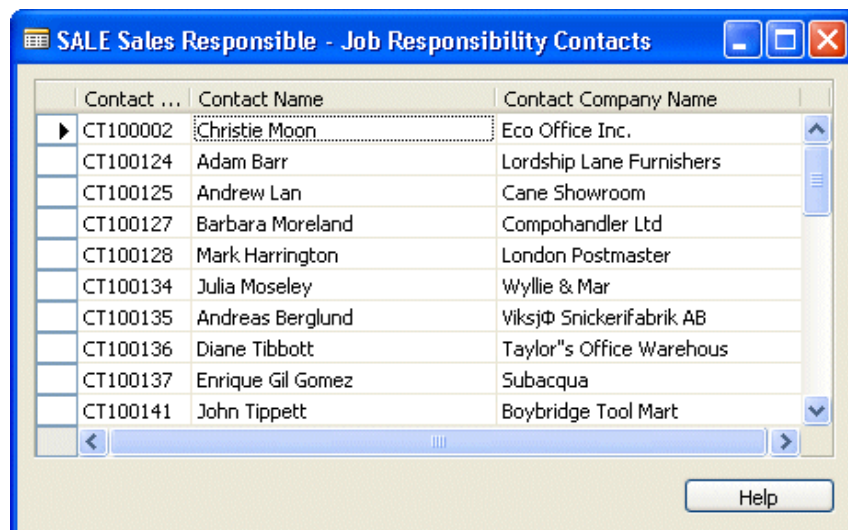 SALE Sales Responsible - Job Responsibility Contacts
Contact ... Contact Name Contact Company Name
CT100002 Christie Moon Eco Office Inc.
CT100124 Adam Barr Lordship Lane Furnishers
CT100125 Andrew Lan Cane Showroom
CT100127 Barbara Moreland Compohandler Ltd
CT100128 Mark Harrington London Postmaster
CT100134 Julia Moseley Wyllie & Mar
CT100135 Andreas Berglund ViksjΦ Snickerifabrik AB
CT100136 Diane Tibbott Taylor"s Office Warehous
CT100137 Enrique Gil Gomez Subacqua
CT100141 John Tippett Boybridge Tool Mart
Help